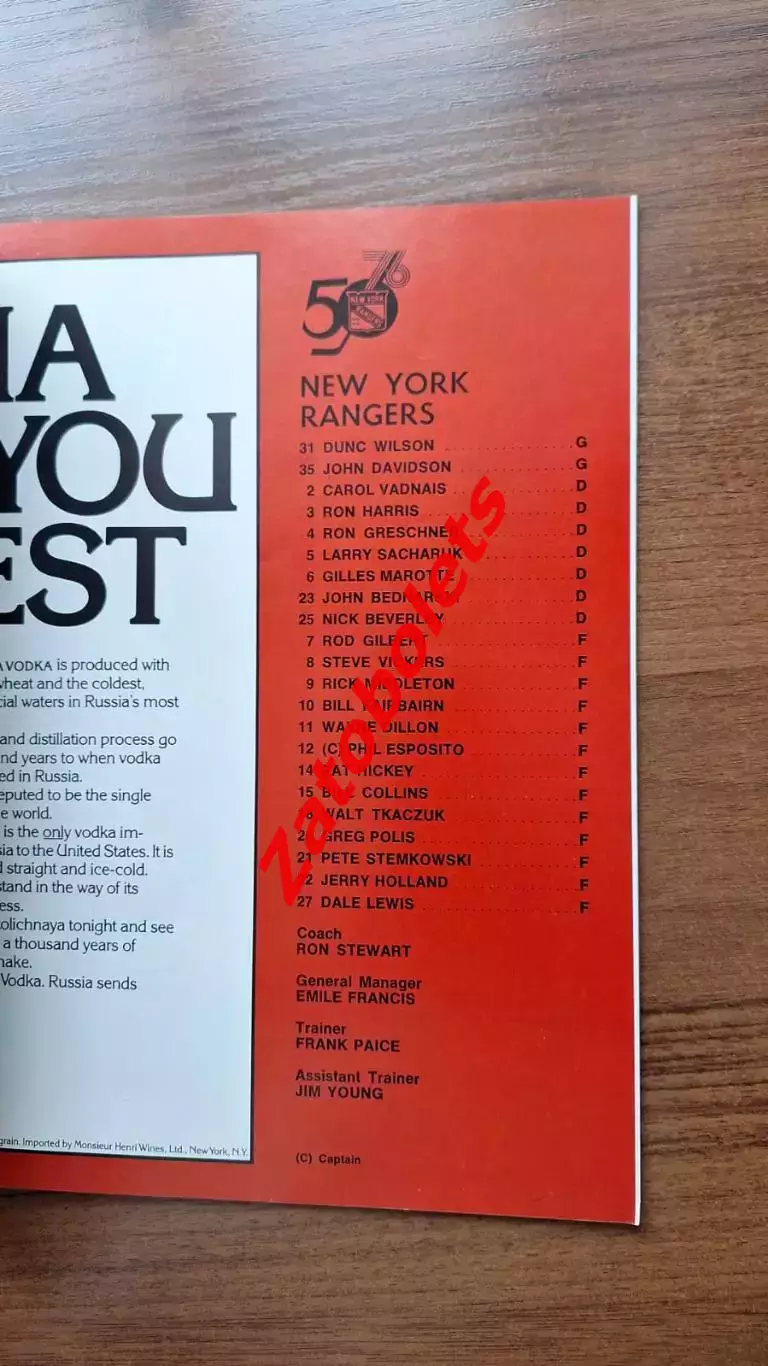 IA
YOU
EST
A VODKA is produced with
wheat and the coldest,
cial waters in Russia's most
and distillation process go
nd years to when vodka
ed in Russia.
eputed to be the single
e world.
is the only vodka im-
sia to the United States. It is
d straight and ice-cold.
stand in the way of its
ess.
olichnaya tonight and see
a thousand years of
make.
Vodka. Russia sends
grain. Imported by Monsieur Henri Wines, Ltd., New York, N.Y.
50 76
NEW YORK
RANGERS
NEW YORK
RANGERS
31 DUNC WILSON G
35 JOHN DAVIDSON G
2 CAROL VADNAIS D
3 RON HARRIS D
4 RON GRESCHNER D
5 LARRY SACHARUK D
6 GILLES MAROTTE D
23 JOHN BEDNARSKI D
25 NICK BEVERLEY D
7 ROD GILBERT F
8 STEVE VICKERS F
9 RICK MIDDLETON F
10 BILL FAIRBAIRN F
11 WAYNE DILLON F
12 (C) PHIL ESPOSITO F
14 PAT HICKEY F
15 BILL COLLINS F
WALT TKACZUK F
GREG POLIS F
21 PETE STEMKOWSKI F
22 JERRY HOLLAND F
27 DALE LEWIS F
Coach
RON STEWART
General Manager
EMILE FRANCIS
Trainer
FRANK PAICE
Assistant Trainer
JIM YOUNG
(C) Captain
Zatobolets